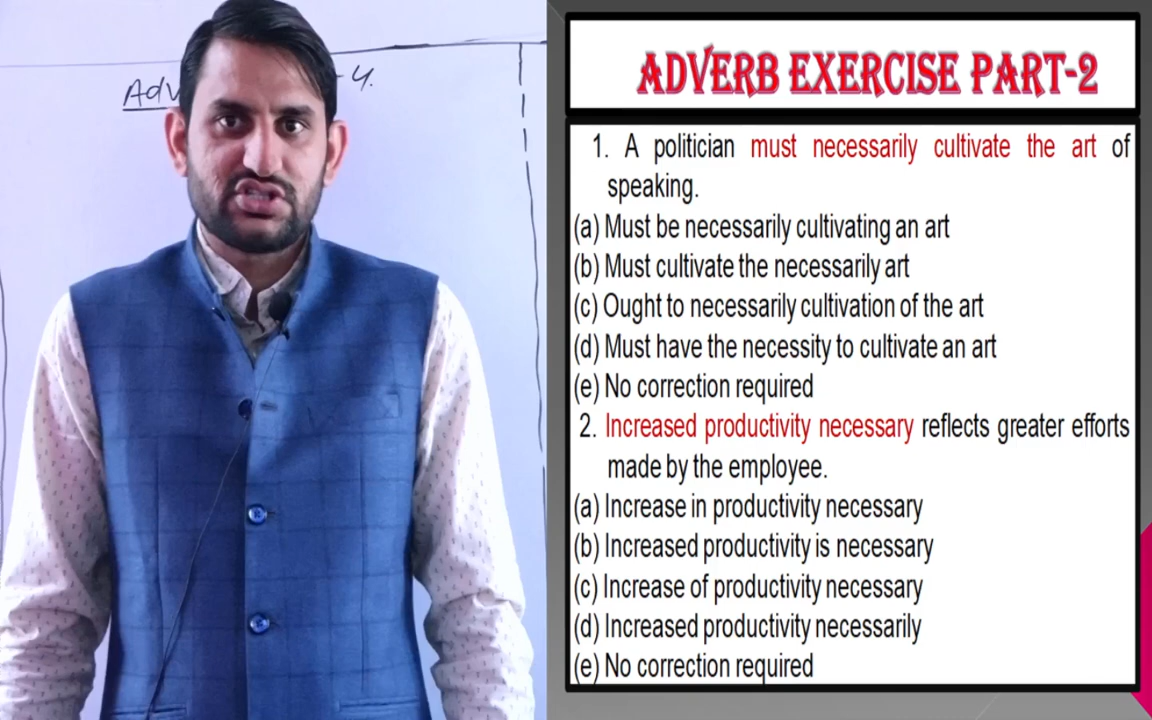 Adv
-4.
ADVERB EXERCISE PART-2
1. A politician must necessarily cultivate the art of
speaking.
(a) Must be necessarily cultivating an art
(b) Must cultivate the necessarily art
(c) Ought to necessarily cultivation of the art
(d) Must have the necessity to cultivate an art
(e) No correction required
2. Increased productivity necessary reflects greater efforts
made by the employee.
(a) Increase in productivity necessary
(b) Increased productivity is necessary
(c) Increase of productivity necessary
(d) Increased productivity necessarily
(e) No correction required